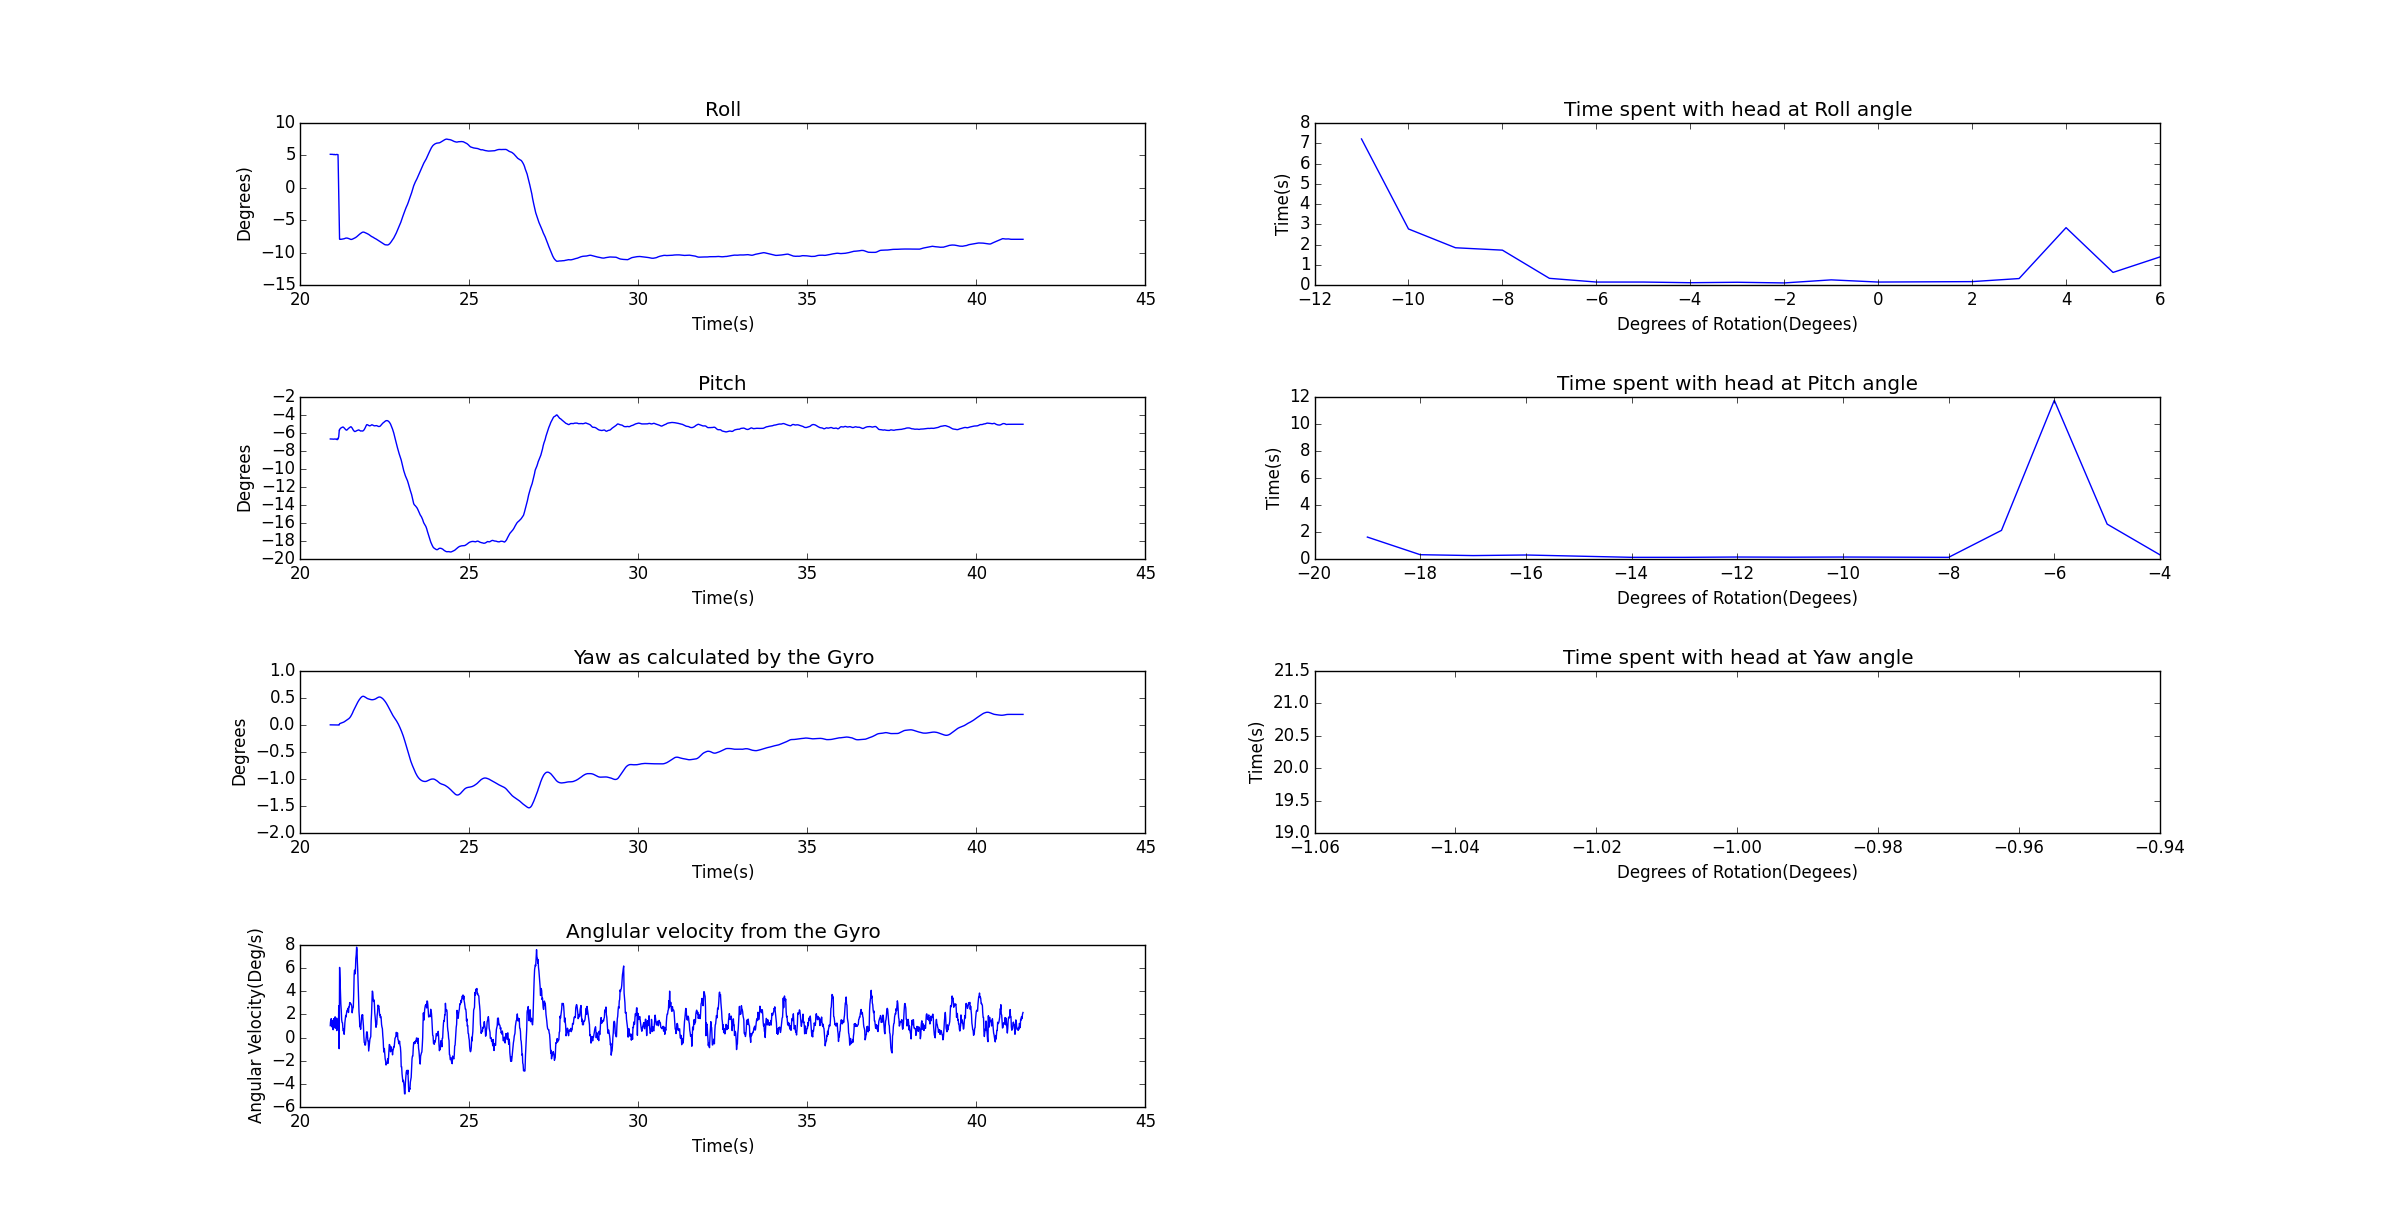 Roll
Degrees)
10
5
0
−5
−10
−15
20 25 30 35 40 45
Time(s)
Time spent with head at Roll angle
Time(s)
8
7
6
5
4
3
2
1
0
−12 −10 −8 −6 −4 −2 0 2 4 6
Degrees of Rotation(Degees)
Pitch
Degrees
−2
−4
−6
−8
−10
−12
−14
−16
−18
−20
20 25 30 35 40 45
Time(s)
Time spent with head at Pitch angle
Time(s)
12
10
8
6
4
2
0
−20 −18 −16 −14 −12 −10 −8 −6 −4
Degrees of Rotation(Degees)
Yaw as calculated by the Gyro
Degrees
1.0
0.5
0.0
−0.5
−1.0
−1.5
−2.0
20 25 30 35 40 45
Time(s)
Time spent with head at Yaw angle
Time(s)
21.5
21.0
20.5
20.0
19.5
19.0
−1.06 −1.04 −1.02 −1.00 −0.98 −0.96 −0.94
Degrees of Rotation(Degees)
Anglular velocity from the Gyro
Angular Velocity(Deg/s)
8
6
4
2
0
−2
−4
−6
20 25 30 35 40 45
Time(s)